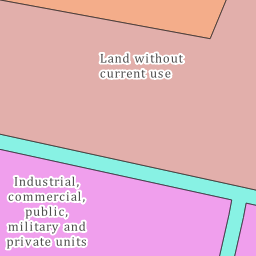 Land without
current use
Industrial,
commercial,
public,
military and
private units